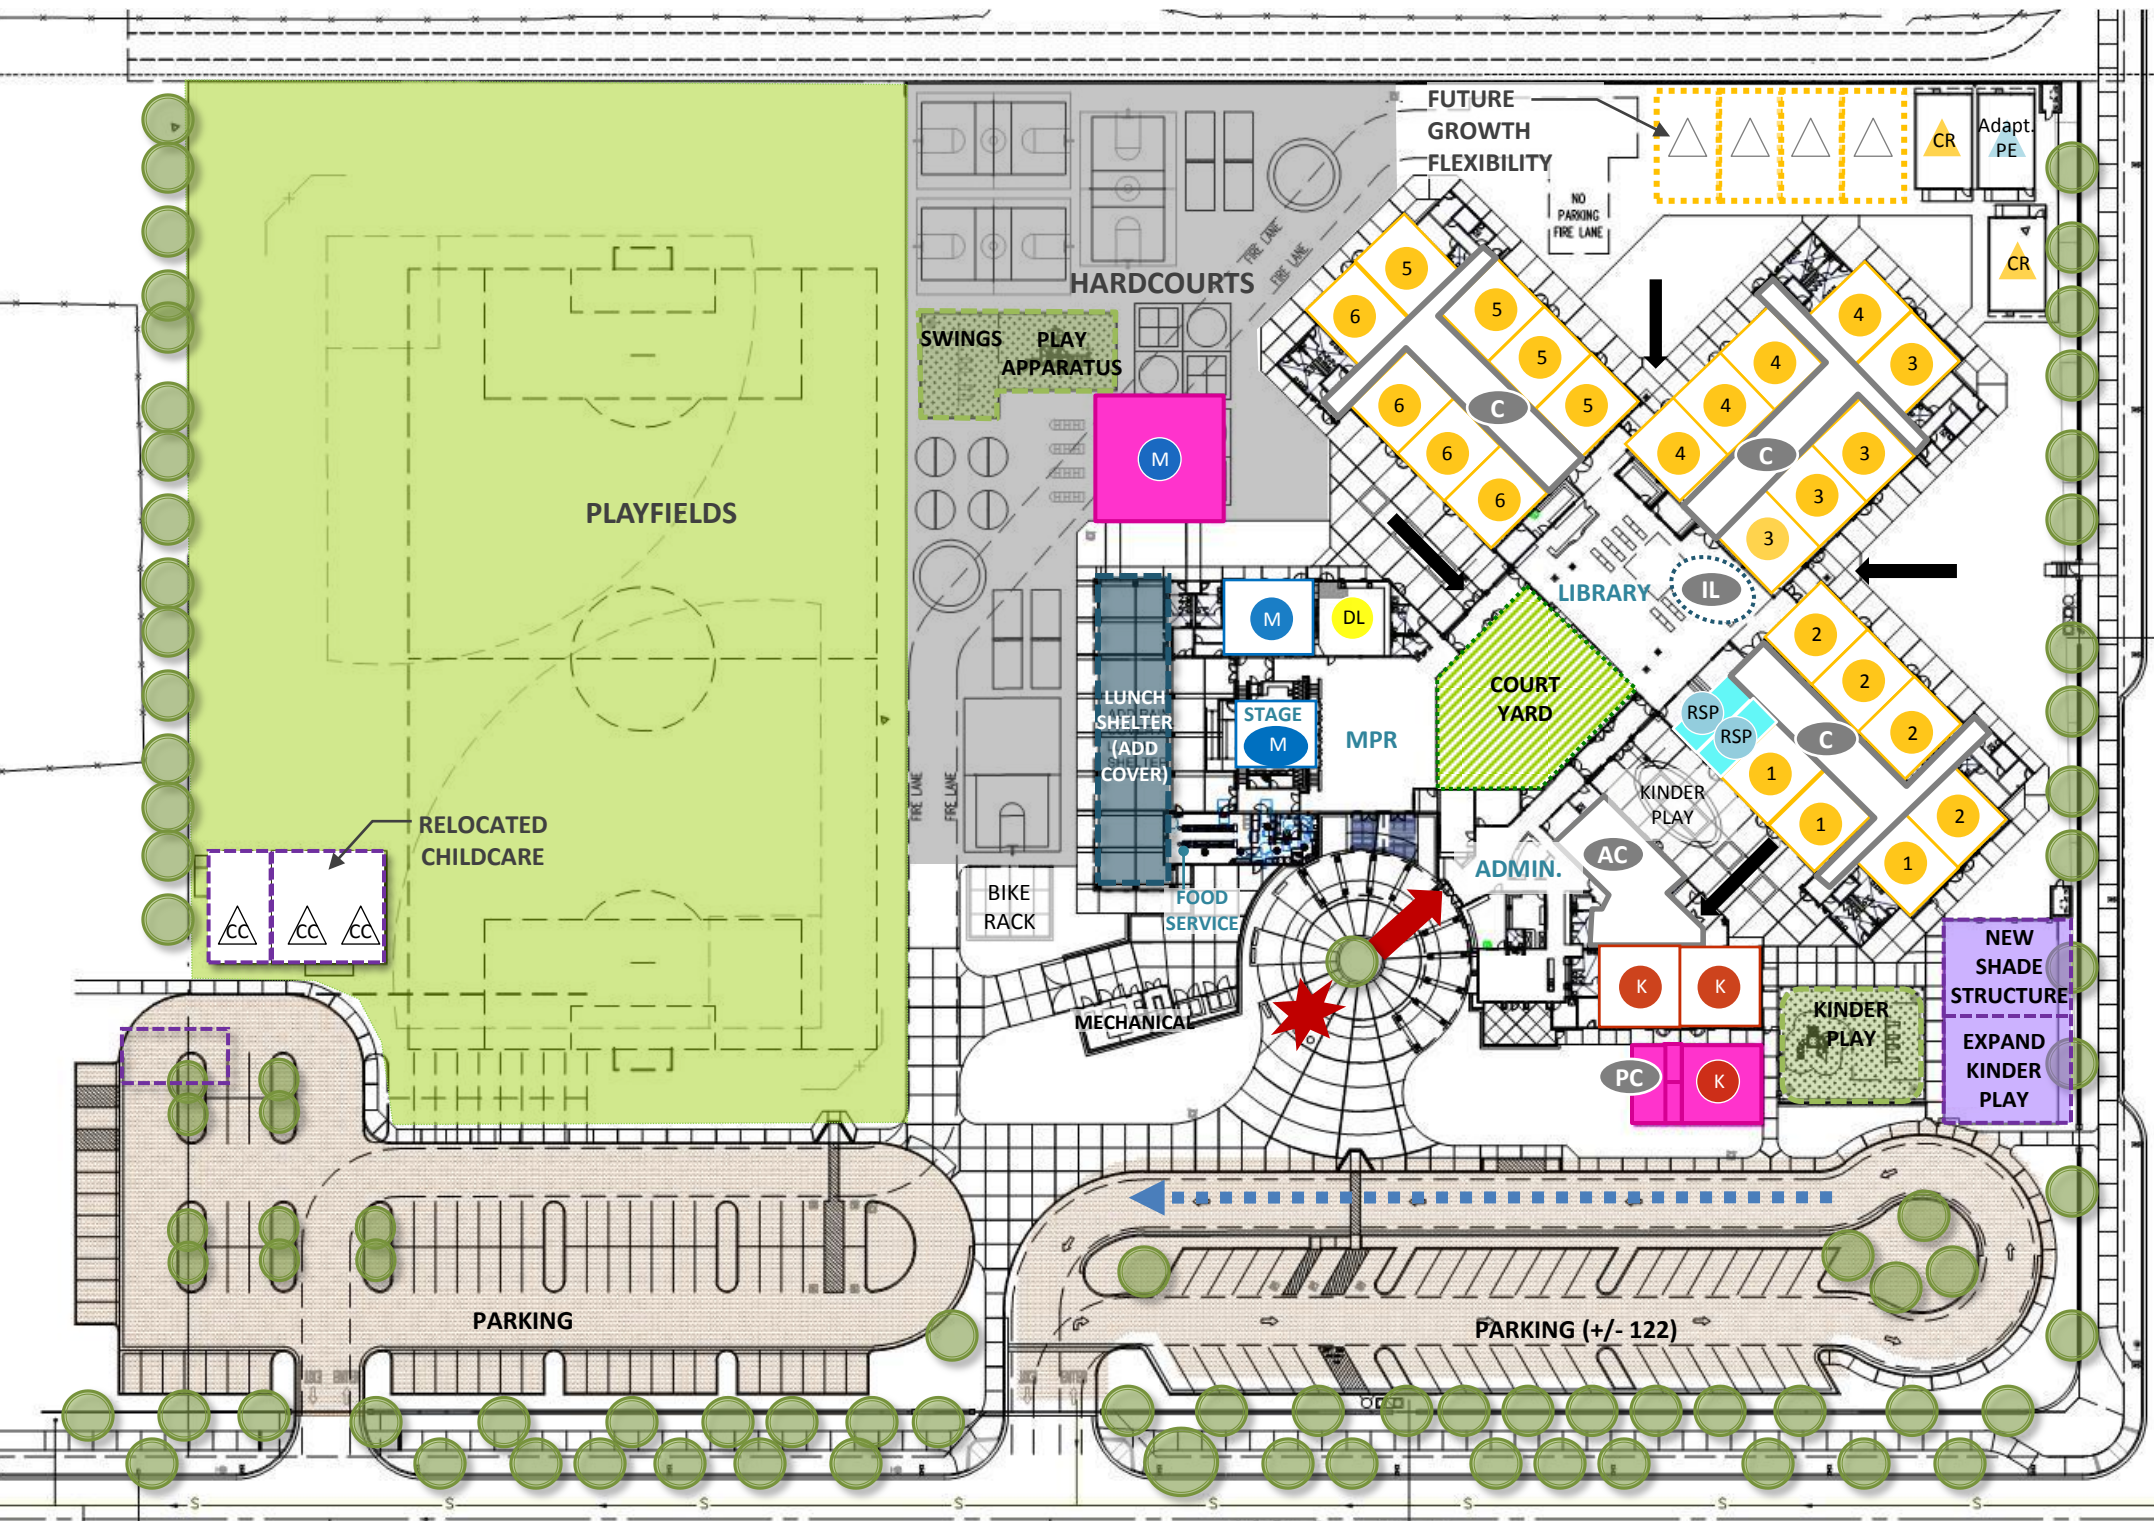 FUTURE
GROWTH
FLEXIBILITY
CR
Adapt.
PE
NO
PARKING
FIRE LANE
CR
FIRE LANE
FIRE LANE
HARDCOURTS
SWINGS
PLAY
APPARATUS
M
5
6
5
5
5
6
6
6
C
4
3
4
4
4
3
3
3
C
PLAYFIELDS
LIBRARY
IL
M
DL
LUNCH
SHELTER
(ADD
COVER)
STAGE
M
MPR
COURT
YARD
2
2
2
2
RSP
RSP
C
1
1
1
KINDER
PLAY
FIRE LANE
FIRE LANE
RELOCATED
CHILDCARE
CC
CC
CC
BIKE
RACK
FOOD
SERVICE
ADMIN.
AC
MECHANICAL
K
K
PC
K
KINDER
PLAY
NEW
SHADE
STRUCTURE
EXPAND
KINDER
PLAY
PARKING
PARKING (+/- 122)
S
S
S
S
S
S
S
S